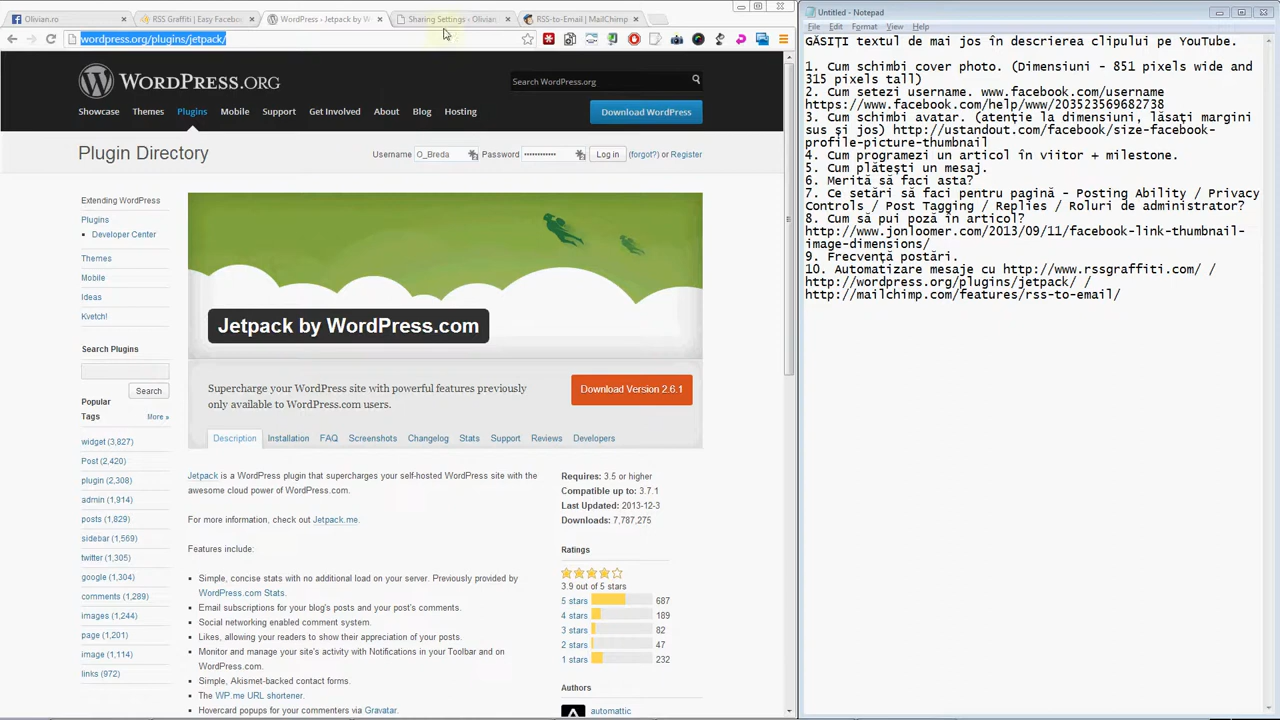 Olivian.ro
RSS Graffiti | Easy Faceboo
WordPress › Jetpack by W
Sharing Settings ‹ Olivian
RSS-to-Email | MailChimp
wordpress.org/plugins/jetpack/
WORDPRESS.ORG
Search WordPress.org
Showcase Themes Plugins Mobile Support Get Involved About Blog Hosting
Download WordPress
Plugin Directory
Username O_Breda Password •••••••••••• Log in (forgot?) or Register
Extending WordPress
Plugins
Developer Center
Themes
Mobile
Ideas
Kvetch!
Search Plugins
Search
Popular
Tags More »
widget (3,827)
Post (2,420)
plugin (2,308)
admin (1,914)
posts (1,829)
sidebar (1,569)
twitter (1,305)
google (1,304)
comments (1,289)
images (1,244)
page (1,201)
image (1,114)
links (972)
Jetpack by WordPress.com
Supercharge your WordPress site with powerful features previously
only available to WordPress.com users.
Download Version 2.6.1
Description Installation FAQ Screenshots Changelog Stats Support Reviews Developers
Jetpack is a WordPress plugin that supercharges your self-hosted WordPress site with the
awesome cloud power of WordPress.com.
For more information, check out Jetpack.me.
Features include:
Simple, concise stats with no additional load on your server. Previously provided by
WordPress.com Stats.
Email subscriptions for your blog's posts and your post's comments.
Social networking enabled comment system.
Likes, allowing your readers to show their appreciation of your posts.
Monitor and manage your site's activity with Notifications in your Toolbar and on
WordPress.com.
Simple, Akismet-backed contact forms.
The WP.me URL shortener.
Hovercard popups for your commenters via Gravatar.
Requires: 3.5 or higher
Compatible up to: 3.7.1
Last Updated: 2013-12-3
Downloads: 7,787,275
Ratings
3.9 out of 5 stars
5 stars 687
4 stars 189
3 stars 82
2 stars 47
1 stars 232
Authors
automattic
Untitled - Notepad
File Edit Format View Help
GĂSIȚI textul de mai jos în descrierea clipului pe YouTube.
1. Cum schimbi cover photo. (Dimensiuni - 851 pixels wide and
315 pixels tall)
2. Cum setezi username. www.facebook.com/username
https://www.facebook.com/help/www/203523569682738
3. Cum schimbi avatar. (atenție la dimensiuni, lăsați margini
sus și jos) http://ustandout.com/facebook/size-facebook-
profile-picture-thumbnail
4. Cum programezi un articol în viitor + milestone.
5. Cum plătești un mesaj.
6. Merită să faci asta?
7. Ce setări să faci pentru pagină - Posting Ability / Privacy
Controls / Post Tagging / Replies / Roluri de administrator?
8. Cum să pui poză în articol?
http://www.jonloomer.com/2013/09/11/facebook-link-thumbnail-
image-dimensions/
9. Frecvență postări.
10. Automatizare mesaje cu http://www.rssgraffiti.com/ /
http://wordpress.org/plugins/jetpack/ /
http://mailchimp.com/features/rss-to-email/